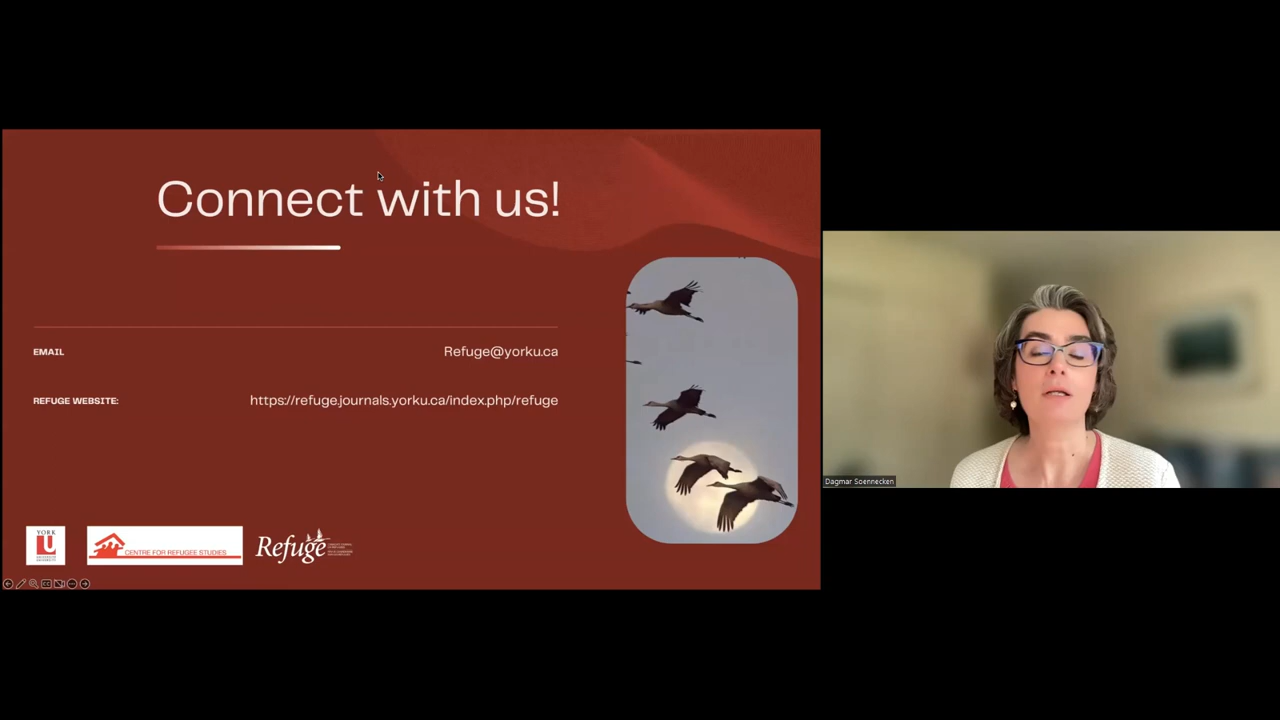 Connect with us!
EMAIL
Refuge@yorku.ca
REFUGE WEBSITE:
https://refuge.journals.yorku.ca/index.php/refuge
YORK
U
CENTRE FOR REFUGEE STUDIES
Refuge
Dagmar Soennecken